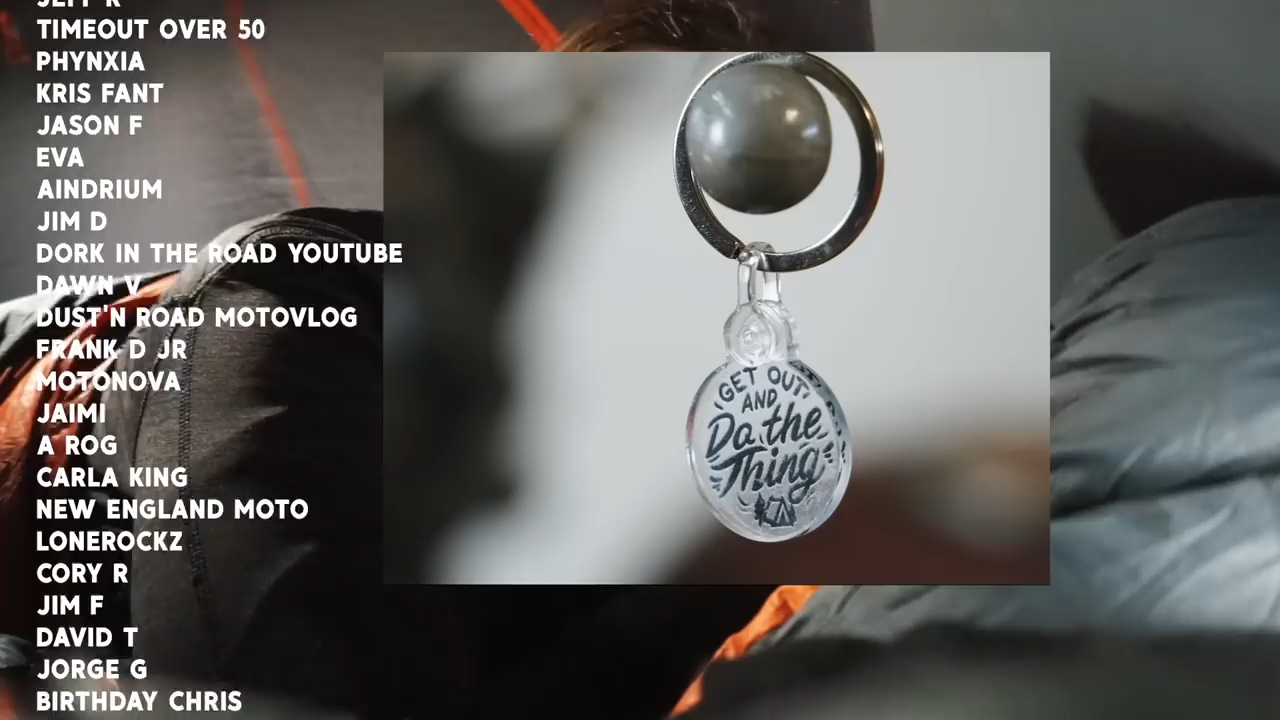 JEFF R
TIMEOUT OVER 50
PHYNXIA
KRIS FANT
JASON F
EVA
AINDRIUM
JIM D
DORK IN THE ROAD YOUTUBE
DAWN V
DUST'N ROAD MOTOVLOG
FRANK D JR
MOTONOVA
JAIMI
A ROG
CARLA KING
NEW ENGLAND MOTO
LONEROCKZ
CORY R
JIM F
DAVID T
JORGE G
BIRTHDAY CHRIS
GET OUT
AND
Do the
Thing